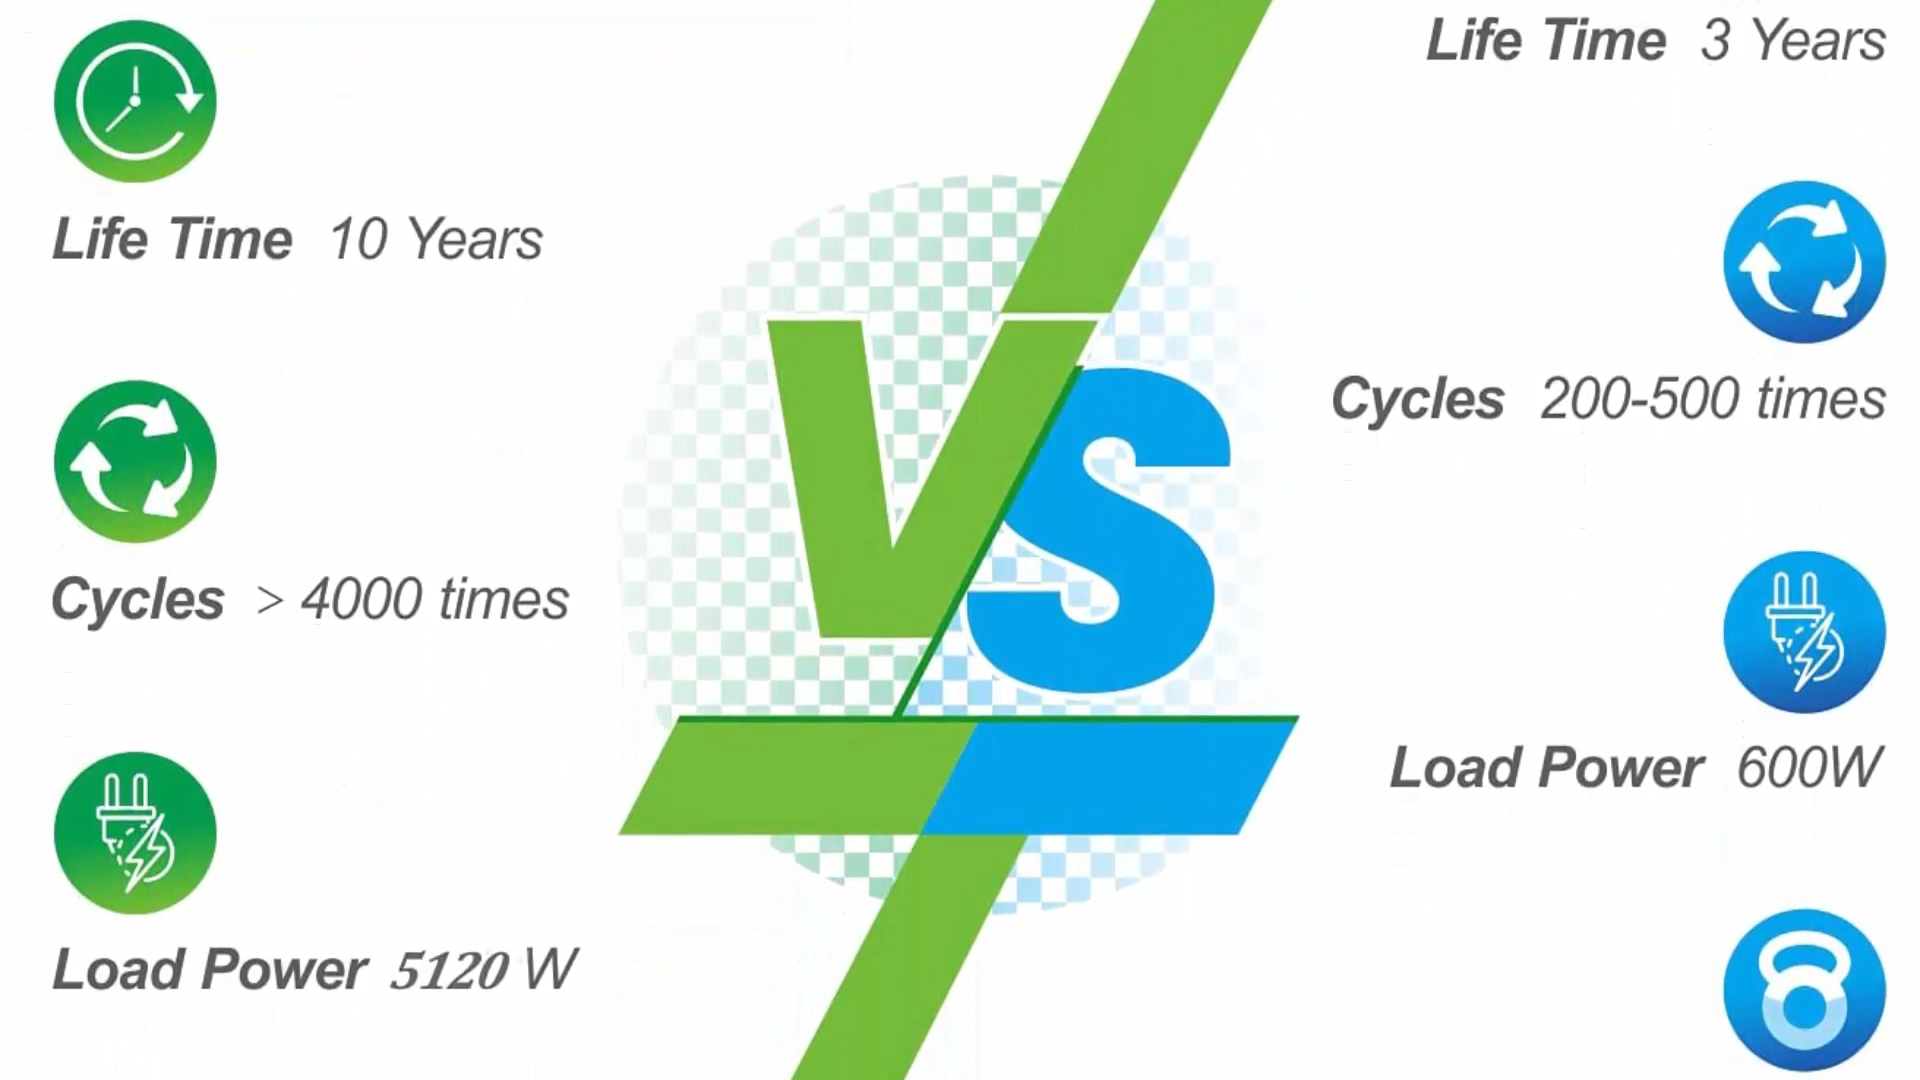 Life Time 10 Years
Cycles > 4000 times
Load Power 5120 W
VS
Life Time 3 Years
Cycles 200-500 times
Load Power 600W